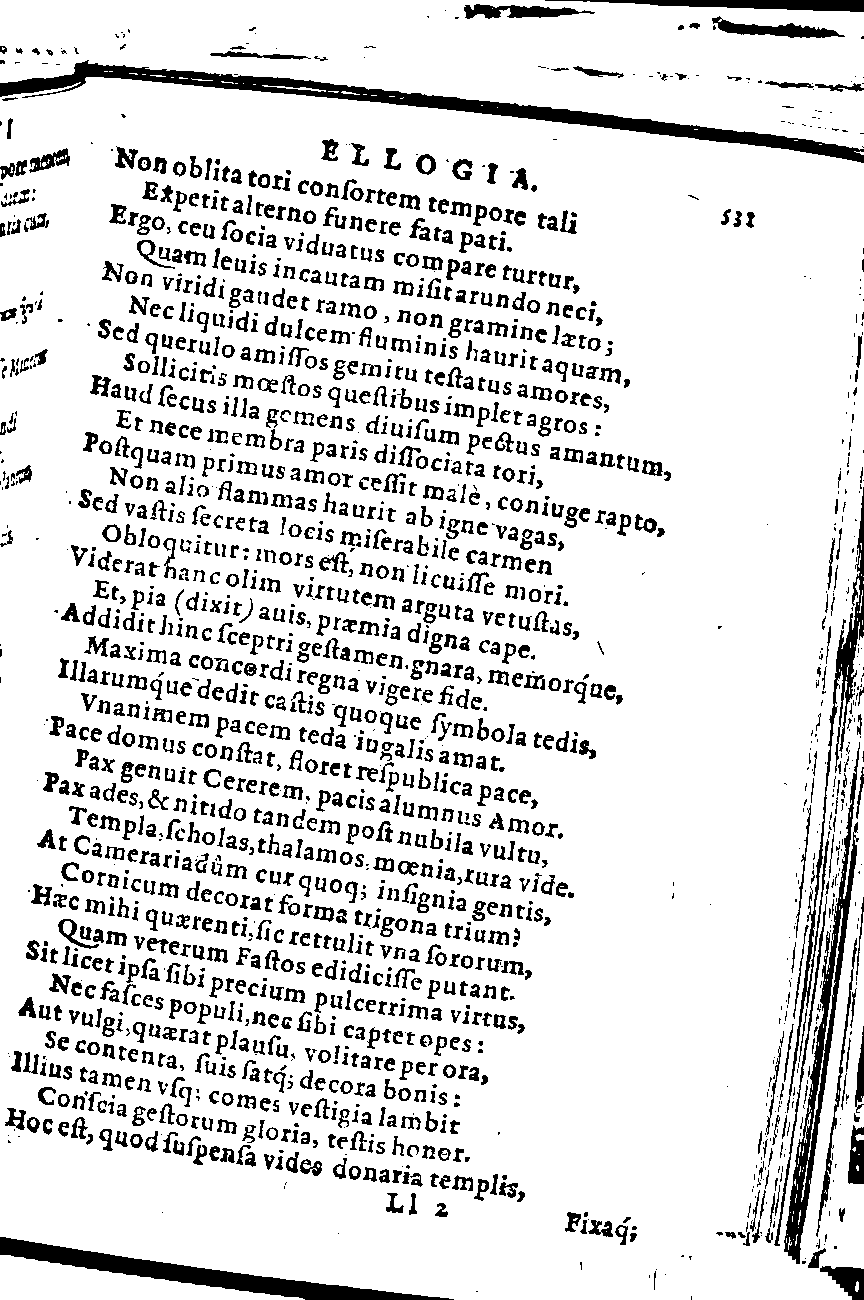 ELLOGIA.
531
Non oblita tori conſortem tempore tali
Expetit alterno funere fata pati.
Ergo, ceu ſocia viduatus compare turtur,
Quam leuis incautam miſit arundo neci,
Non viridi gaudet ramo, non gramine læto;
Nec liquidi dulcem fluminis haurit aquam,
Sed querulo amiſſos gemitu teſtatus amores,
Sollicitis mœſtos queſtibus implet agros:
Haud ſecus illa gemens diuiſum pectus amantum,
Et nece membra paris diſſociata tori,
Poſtquam primus amor ceſſit malè, coniuge rapto,
Non alio flammas haurit ab igne vagas,
Sed vaſtis ſecreta locis miſerabile carmen
Obloquitur: mors eſt, non licuiſſe mori.
Viderat hanc olim virtutem arguta vetuſtas,
Et, pia (dixit) auis, præmia digna cape.
Addidit hinc ſceptri geſtamen gnara, memorq́ue,
Maxima concordi regna vigere fide.
Illarumq́ue dedit caſtis quoque ſymbola tedis,
Vnanimem pacem teda iugalis amat.
Pace domus conſtat, floret reſpublica pace,
Pax genuit Cererem, pacis alumnus Amor.
Pax ades, & nitido tandem poſt nubila vultu,
Templa, ſcholas, thalamos, mœnia, rura vide.
At Camerariadûm cur quoq; inſignia gentis,
Cornicum decorat forma trigona trium?
Hæc mihi quærenti, ſic rettulit vna ſororum,
Quam veterum Faſtos edidiciſſe putant.
Sit licet ipſa ſibi precium pulcerrima virtus,
Nec faſces populi, nec ſibi captet opes:
Aut vulgi, quærat plauſu, volitare per ora,
Se contenta, ſuis ſatq́; decora bonis:
Illius tamen vſq; comes veſtigia lambit
Conſcia geſtorum gloria, teſtis honor.
Hoc eſt, quod ſuſpenſa vides donaria templis,
Ll 2
Fixaq́;